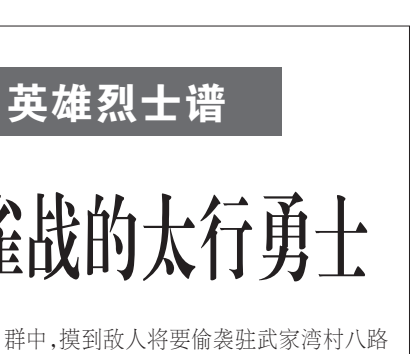 英雄烈士谱
雀战的太行勇士
群中,摸到敌人将要偷袭驻武家湾村八路